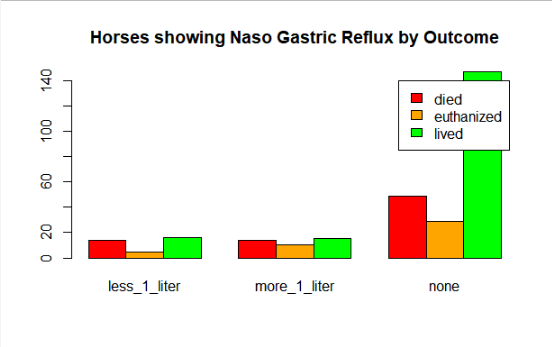 Horses showing Naso Gastric Reflux by Outcome
140
100
60
20
0
died
euthanized
lived
less_1_liter
more_1_liter
none